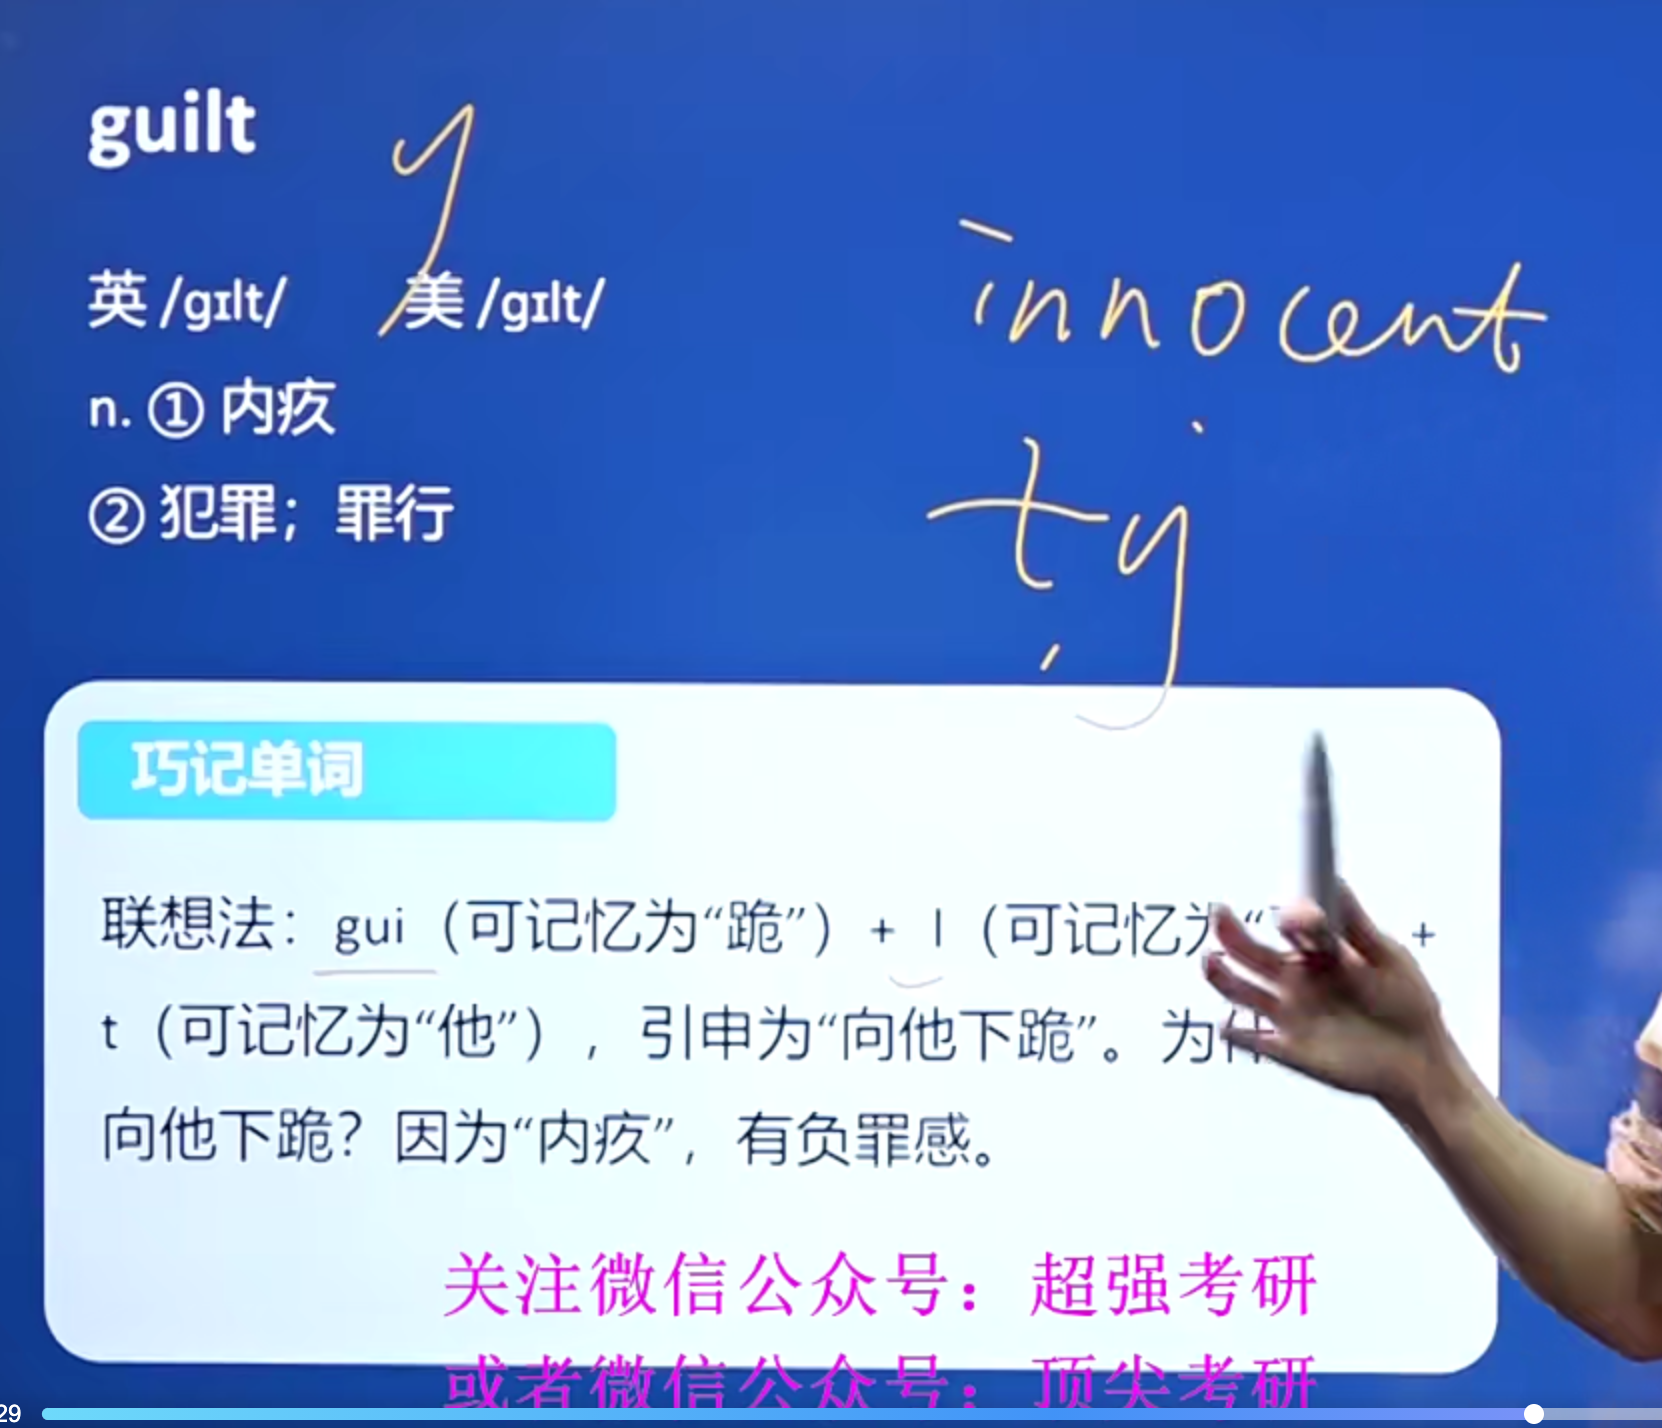 guilt y
英 /gɪlt/ 美 /gɪlt/
n. ① 内疚
② 犯罪；罪行
innocent
ty
巧记单词
联想法：gui（可记忆为“跪”）+ l（可记忆为“ +
t（可记忆为“他”），引申为“向他下跪”。为什
向他下跪？因为“内疚”，有负罪感。
关注微信公众号：超强考研
或者微信公众号：顶尖考研
29